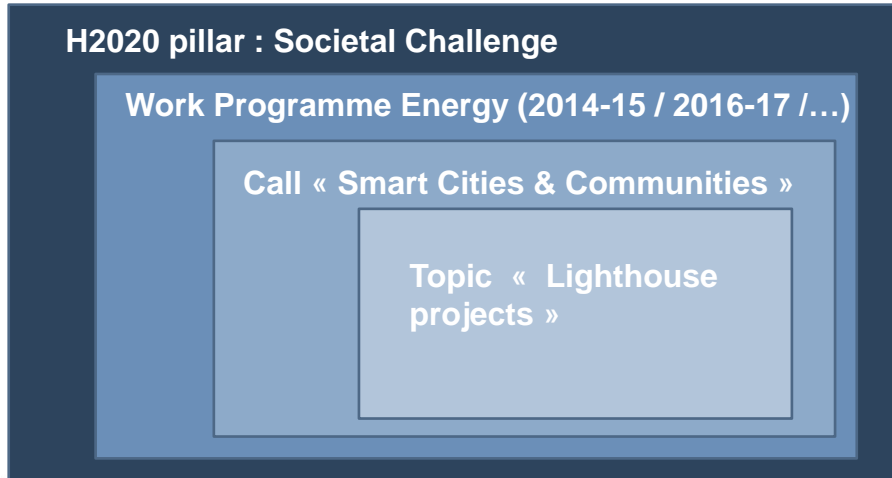 H2020 pillar : Societal Challenge
Work Programme Energy (2014-15 / 2016-17 /…)
Call « Smart Cities & Communities »
Topic « Lighthouse
projects »